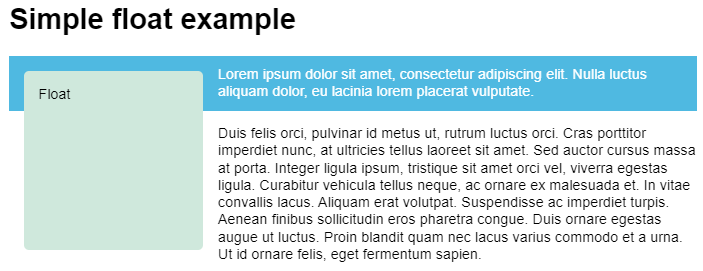 Simple float example
Float
Lorem ipsum dolor sit amet, consectetur adipiscing elit. Nulla luctus
aliquam dolor, eu lacinia lorem placerat vulputate.
Duis felis orci, pulvinar id metus ut, rutrum luctus orci. Cras porttitor
imperdiet nunc, at ultricies tellus laoreet sit amet. Sed auctor cursus massa
at porta. Integer ligula ipsum, tristique sit amet orci vel, viverra egestas
ligula. Curabitur vehicula tellus neque, ac ornare ex malesuada et. In vitae
convallis lacus. Aliquam erat volutpat. Suspendisse ac imperdiet turpis.
Aenean finibus sollicitudin eros pharetra congue. Duis ornare egestas
augue ut luctus. Proin blandit quam nec lacus varius commodo et a urna.
Ut id ornare felis, eget fermentum sapien.